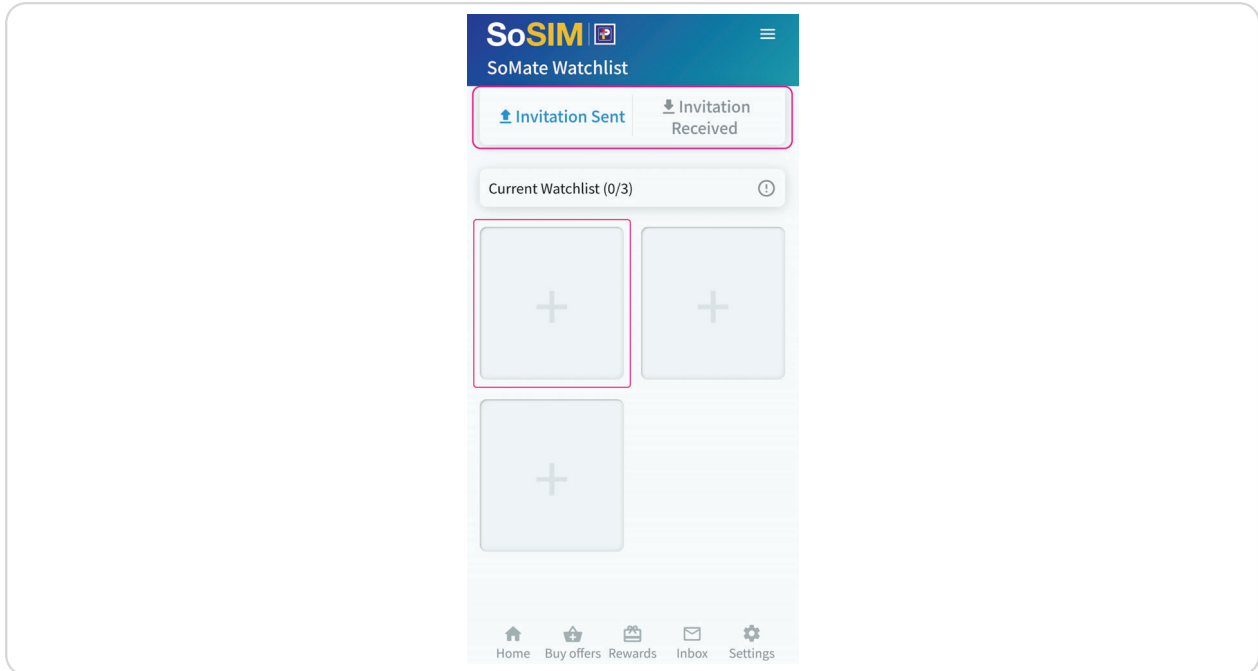 SoSIM
SoMate Watchlist
Invitation Sent
Invitation
Received
Current Watchlist (0/3)
Home Buy offers Rewards Inbox Settings